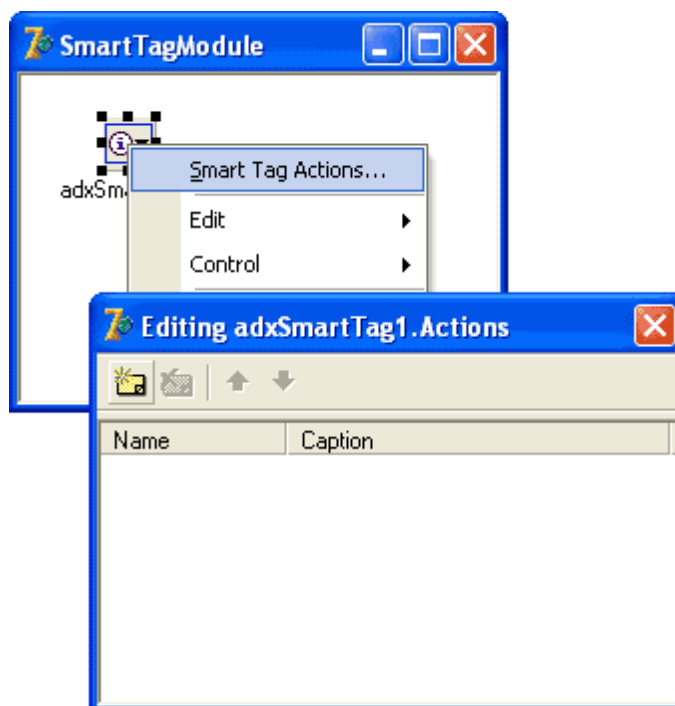 SmartTagModule
Smart Tag Actions...
adxSm
Edit
Control
Editing adxSmartTag1.Actions
Name Caption